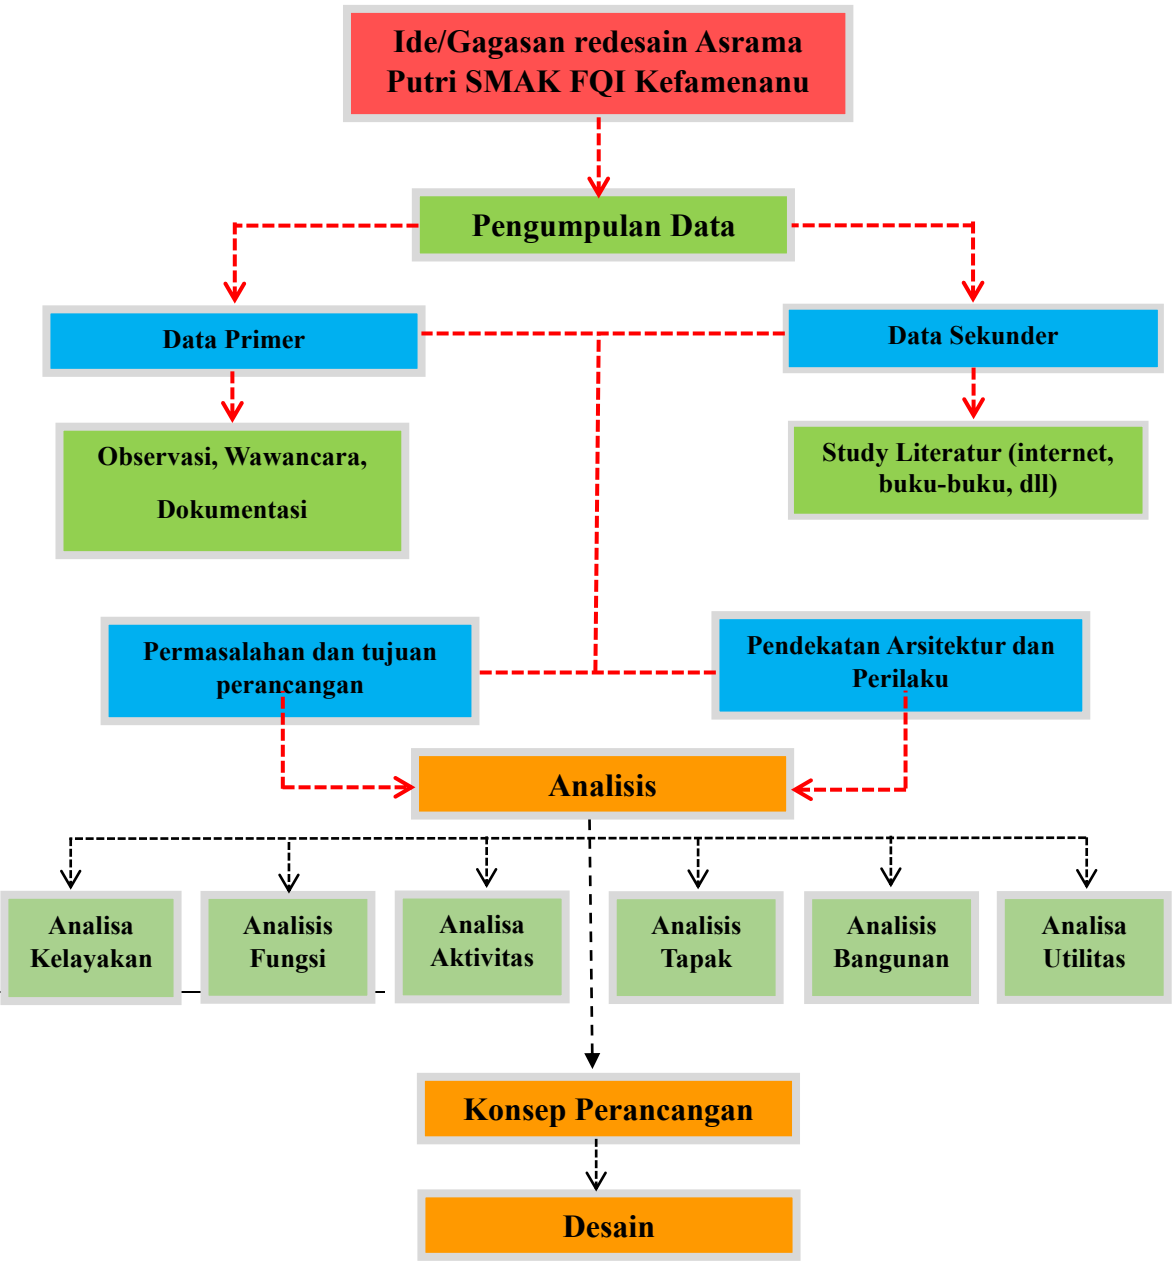 Ide/Gagasan redesain Asrama
Putri SMAK FQI Kefamenanu
Pengumpulan Data
Data Primer
Data Sekunder
Observasi, Wawancara,
Dokumentasi
Study Literatur (internet,
buku-buku, dll)
Permasalahan dan tujuan
perancangan
Pendekatan Arsitektur dan
Perilaku
Analisis
Analisa
Kelayakan
Analisis
Fungsi
Analisa
Aktivitas
Analisis
Tapak
Analisis
Bangunan
Analisa
Utilitas
Konsep Perancangan
Desain